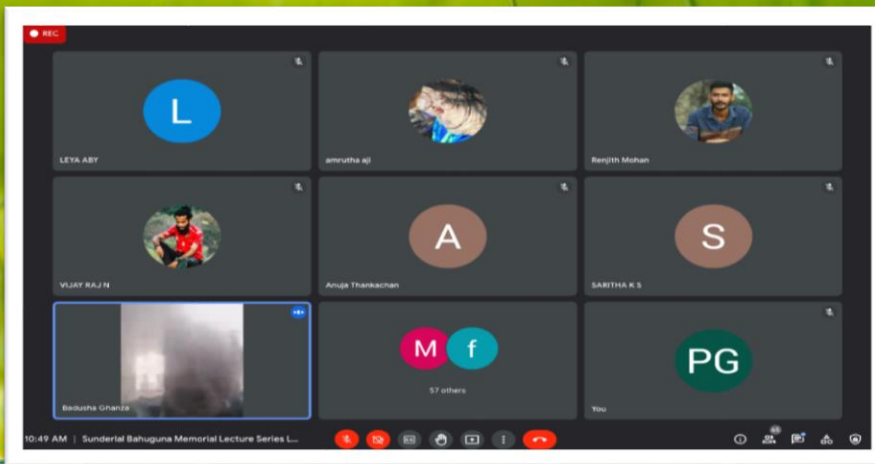 REC
L
LEYA ABY
amrutha aji
Renjith Mohan
VIJAY RAJ N
A
Anuja Thankachan
S
SARITHA K S
Badusha Ghanza
M f
57 others
PG
You
10:49 AM | Sunderlal Bahuguna Memorial Lecture Series L...
65